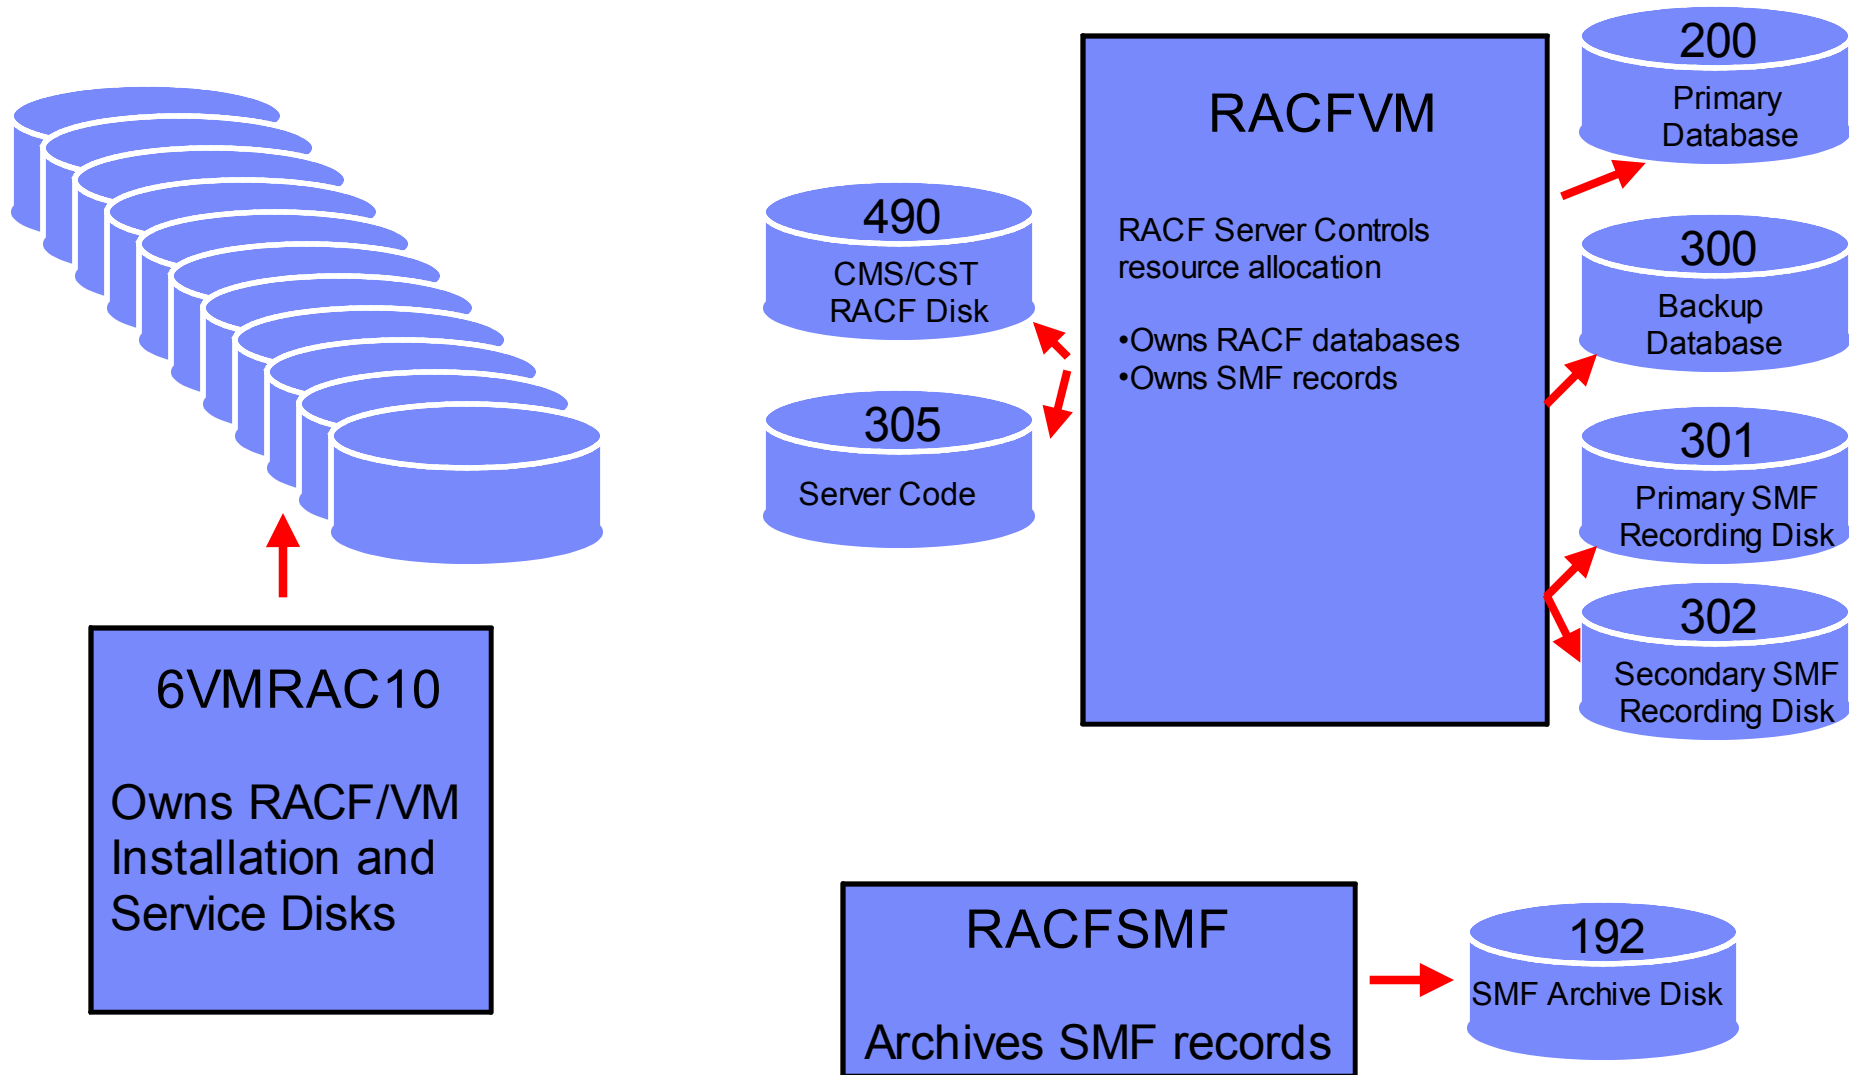 6VMRAC10
Owns RACF/VM
Installation and
Service Disks
490
CMS/CST
RACF Disk
305
Server Code
RACFVM
RACF Server Controls
resource allocation
•Owns RACF databases
•Owns SMF records
200
Primary
Database
300
Backup
Database
301
Primary SMF
Recording Disk
302
Secondary SMF
Recording Disk
RACFSMF
Archives SMF records
192
SMF Archive Disk